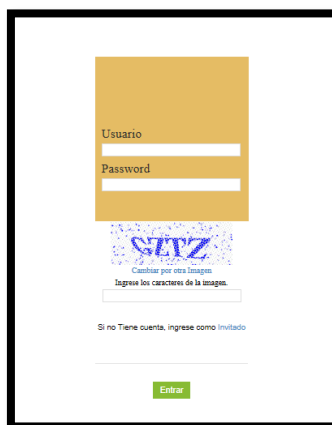 Usuario
Password
Cambiar por otra Imagen
Ingrese los caracteres de la imagen.
Si no Tiene cuenta, ingrese como Invitado
Entrar